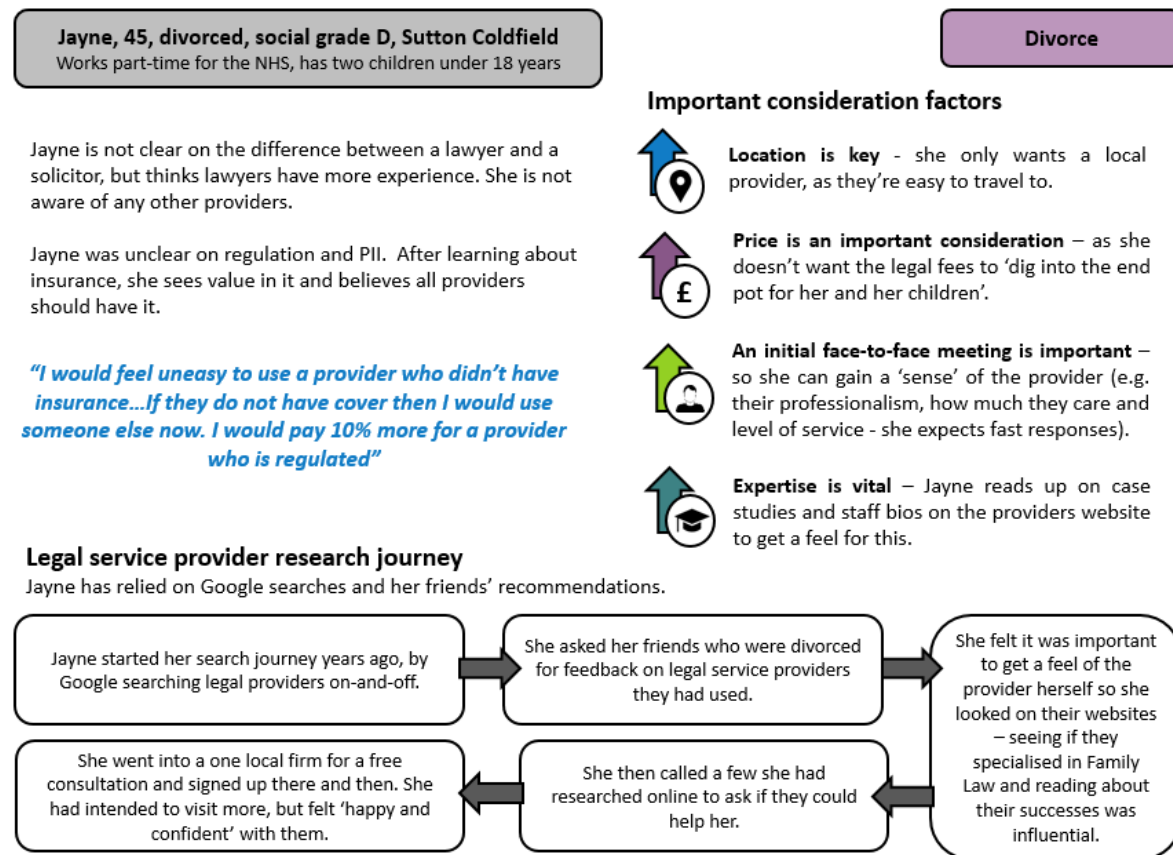 Jayne, 45, divorced, social grade D, Sutton Coldfield
Works part-time for the NHS, has two children under 18 years
Divorce
Jayne is not clear on the difference between a lawyer and a
solicitor, but thinks lawyers have more experience. She is not
aware of any other providers.
Jayne was unclear on regulation and PII.  After learning about
insurance, she sees value in it and believes all providers
should have it.
“I would feel uneasy to use a provider who didn’t have
insurance...If they do not have cover then I would use
someone else now. I would pay 10% more for a provider
who is regulated”
Important consideration factors
Location is key - she only wants a local
provider, as they’re easy to travel to.
£
Price is an important consideration – as she
doesn’t want the legal fees to ‘dig into the end
pot for her and her children’.
An initial face-to-face meeting is important –
so she can gain a ‘sense’ of the provider (e.g.
their professionalism, how much they care and
level of service - she expects fast responses).
Expertise is vital – Jayne reads up on case
studies and staff bios on the providers website
to get a feel for this.
Legal service provider research journey
Jayne has relied on Google searches and her friends’ recommendations.
Jayne started her search journey years ago, by
Google searching legal providers on-and-off.
She asked her friends who were divorced
for feedback on legal service providers
they had used.
She felt it was important
to get a feel of the
provider herself so she
looked on their websites
– seeing if they
specialised in Family
Law and reading about
their successes was
influential.
She then called a few she had
researched online to ask if they could
help her.
She went into a one local firm for a free
consultation and signed up there and then. She
had intended to visit more, but felt ‘happy and
confident’ with them.